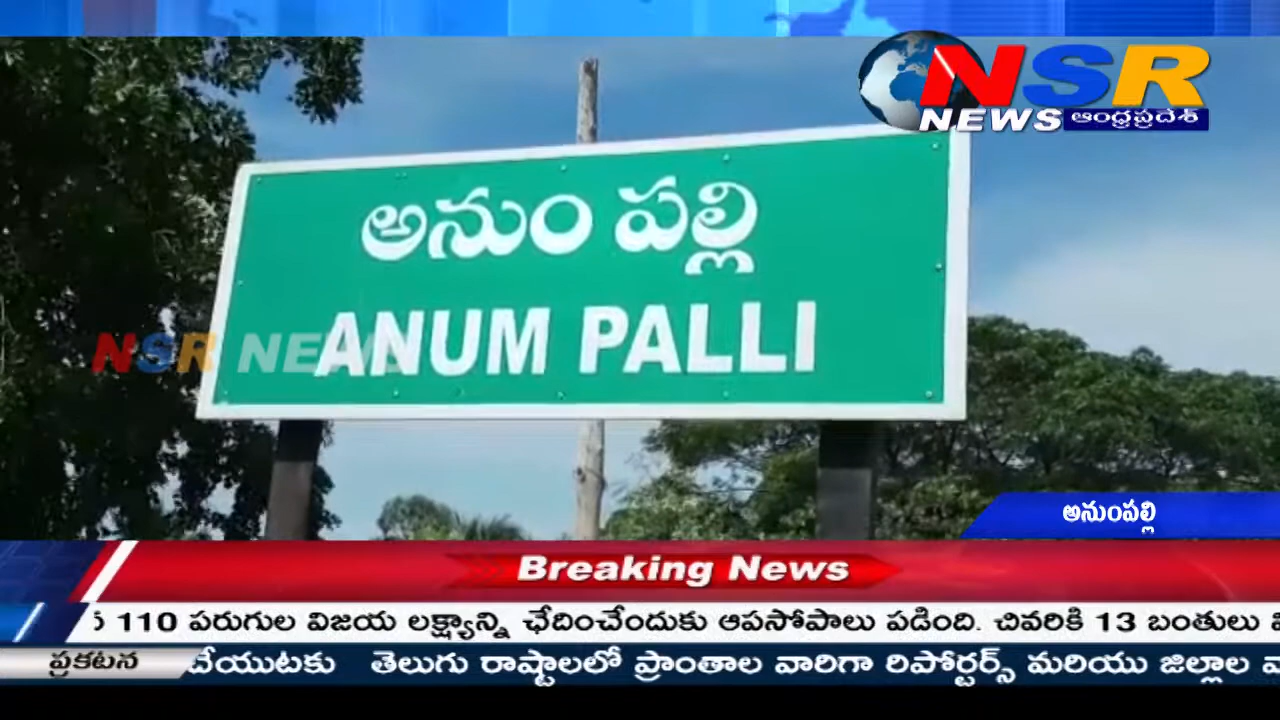 NSR
NEWS ఆంధ్రప్రదేశ్
అనుం పల్లి
ANUM PALLI
NSR NEWS
అనుంపల్లి
Breaking News
110 పరుగుల విజయ లక్ష్యాన్ని ఛేదించేందుకు ఆపసోపాలు పడింది. చివరికి 13 బంతులు
ప్రకటన చేయుటకు తెలుగు రాష్టాలలో ప్రాంతాల వారిగా రిపోర్టర్స్ మరియు జిల్లాల